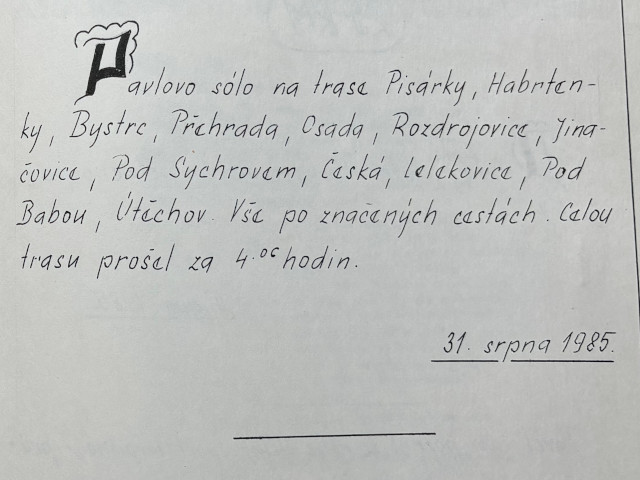 Pavlovo sólo na trase Pisárky, Habrten-
ky, Bystrc, Přehrada, Osada, Rozdrojovice, Jina-
čovice, Pod Sychrovem, Česká, Lelekovice, Pod
Babou, Útěchov. Vše po značených cestách. Celou
trasu prošel za 4.06 hodin.
31. srpna 1985.